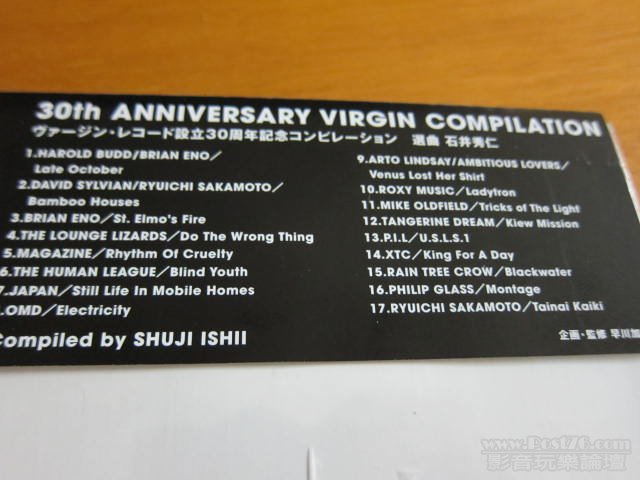 30th ANNIVERSARY VIRGIN COMPILATION
ヴァージン・レコード設立30周年記念コンピレーション 選曲 石井秀仁
1.HAROLD BUDD/BRIAN ENO/
Late October
2.DAVID SYLVIAN/RYUICHI SAKAMOTO/
Bamboo Houses
3.BRIAN ENO/St. Elmo's Fire
4.THE LOUNGE LIZARDS/Do The Wrong Thing
5.MAGAZINE/Rhythm Of Cruelty
6.THE HUMAN LEAGUE/Blind Youth
7.JAPAN/Still Life In Mobile Homes
.OMD/Electricity
9.ARTO LINDSAY/AMBITIOUS LOVERS/
Venus Lost Her Shirt
10.ROXY MUSIC/Ladytron
11.MIKE OLDFIELD/Tricks of The Light
12.TANGERINE DREAM/Kiew Mission
13.P.I.L/U.S.L.S.1
14.XTC/King For A Day
15.RAIN TREE CROW/Blackwater
16.PHILIP GLASS/Montage
17.RYUICHI SAKAMOTO/Tainai Kaiki
Compiled by SHUJI ISHII
企画・監修 早川加
www.Post76.com
影音玩樂論壇